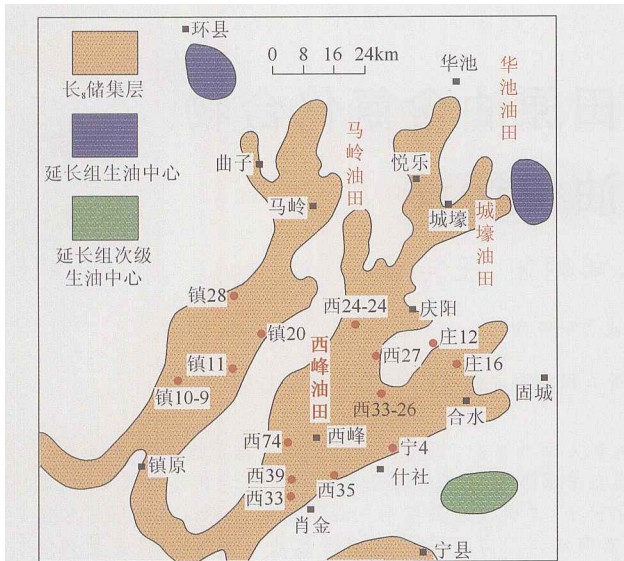 环县
0 8 16 24km
华池
华池油田
长8储集层
延长组生油中心
延长组次级
生油中心
马岭油田
曲子
悦乐
马岭
城壕
城壕油田
镇28
西24-24
庆阳
镇20
庄12
西峰油田
西27
庄16
镇11
镇10-9
固城
西33-26
合水
西74
西峰
宁4
镇原
什社
西39
西35
西33
肖金
宁县